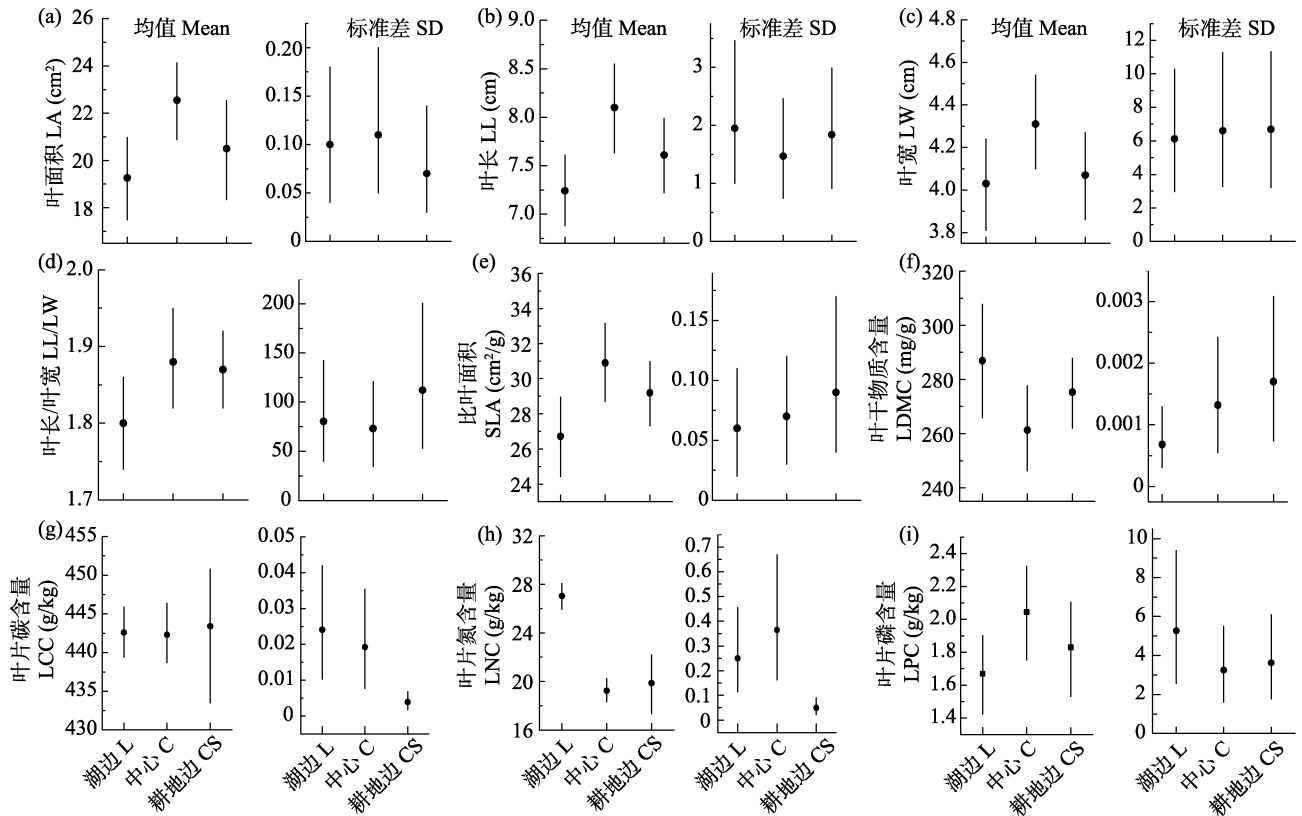 (a)
均值 Mean
标准差 SD
叶面积 LA (cm²)
26
24
22
20
18
0.20
0.15
0.10
0.05
0
(b)
均值 Mean
标准差 SD
叶长 LL (cm)
9.0
8.5
8.0
7.5
7.0
3
2
1
0
(c)
均值 Mean
标准差 SD
叶宽 LW (cm)
4.8
4.6
4.4
4.2
4.0
3.8
12
10
8
6
4
2
0
(d)
叶长/叶宽 LL/LW
2.0
1.9
1.8
1.7
200
150
100
50
0
(e)
比叶面积
SLA (cm²/g)
36
34
32
30
28
26
24
0.15
0.10
0.05
0
(f)
叶干物质含量
LDMC (mg/g)
320
300
280
260
240
0.003
0.002
0.001
0
(g)
叶片碳含量
LCC (g/kg)
455
450
445
440
435
430
0.05
0.04
0.03
0.02
0.01
0
湖边 L
中心 C
耕地边 CS
湖边 L
中心 C
耕地边 CS
(h)
叶片氮含量
LNC (g/kg)
32
28
24
20
16
0.7
0.6
0.5
0.4
0.3
0.2
0.1
0
湖边 L
中心 C
耕地边 CS
湖边 L
中心 C
耕地边 CS
(i)
叶片磷含量
LPC (g/kg)
2.4
2.2
2.0
1.8
1.6
1.4
10
8
6
4
2
0
湖边 L
中心 C
耕地边 CS
湖边 L
中心 C
耕地边 CS